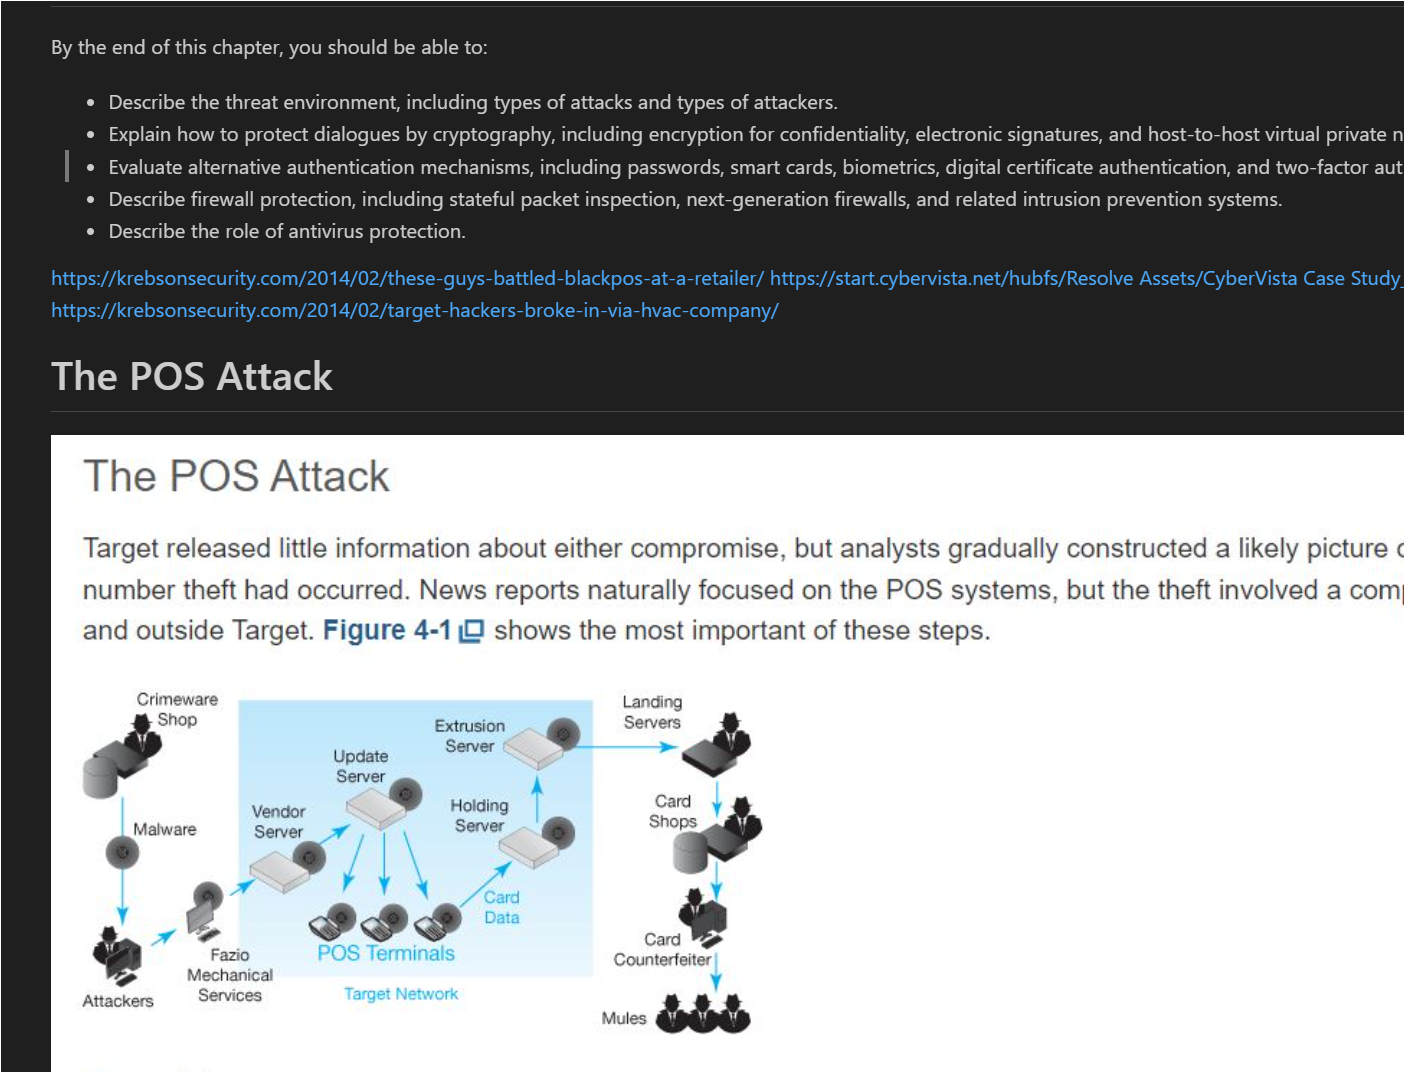 By the end of this chapter, you should be able to:
Describe the threat environment, including types of attacks and types of attackers.
Explain how to protect dialogues by cryptography, including encryption for confidentiality, electronic signatures, and host-to-host virtual private n
Evaluate alternative authentication mechanisms, including passwords, smart cards, biometrics, digital certificate authentication, and two-factor aut
Describe firewall protection, including stateful packet inspection, next-generation firewalls, and related intrusion prevention systems.
Describe the role of antivirus protection.
https://krebsonsecurity.com/2014/02/these-guys-battled-blackpos-at-a-retailer/ https://start.cybervista.net/hubfs/Resolve Assets/CyberVista Case Study_
https://krebsonsecurity.com/2014/02/target-hackers-broke-in-via-hvac-company/
The POS Attack
The POS Attack
Target released little information about either compromise, but analysts gradually constructed a likely picture
number theft had occurred. News reports naturally focused on the POS systems, but the theft involved a com
and outside Target. Figure 4-1 shows the most important of these steps.
Crimeware
Shop
Malware
Attackers
Fazio
Mechanical
Services
Vendor
Server
Update
Server
POS Terminals
Target Network
Card
Data
Holding
Server
Extrusion
Server
Landing
Servers
Card
Shops
Card
Counterfeiter
Mules